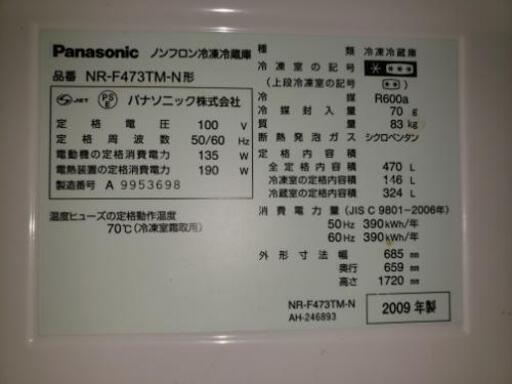 Panasonic ノンフロン冷凍冷蔵庫
品番 NR-F473TM-N形
JET PSE パナソニック株式会社
定格電圧 100 V
定格周波数 50/60 Hz
電動機の定格消費電力 135 W
電熱装置の定格消費電力 190 W
製造番号 A 9953698
温度ヒューズの定格動作温度
70℃(冷凍室霜取用)
種類 冷凍冷蔵庫
冷凍室の記号
(上段冷凍室の記号
冷媒 R600a
冷媒封入量 70 g
質量 83 kg
断熱発泡ガス シクロペンタン
定格内容積
全定格内容積 470 L
冷凍室の定格内容積 146 L
冷蔵室の定格内容積 324 L
消費電力量(JIS C 9801-2006年)
50Hz 390kWh/年
60Hz 390kWh/年
外形寸法 幅 685 mm
奥行 659 mm
高さ 1720 mm
NR-F473TM-N
AH-246893
2009年製